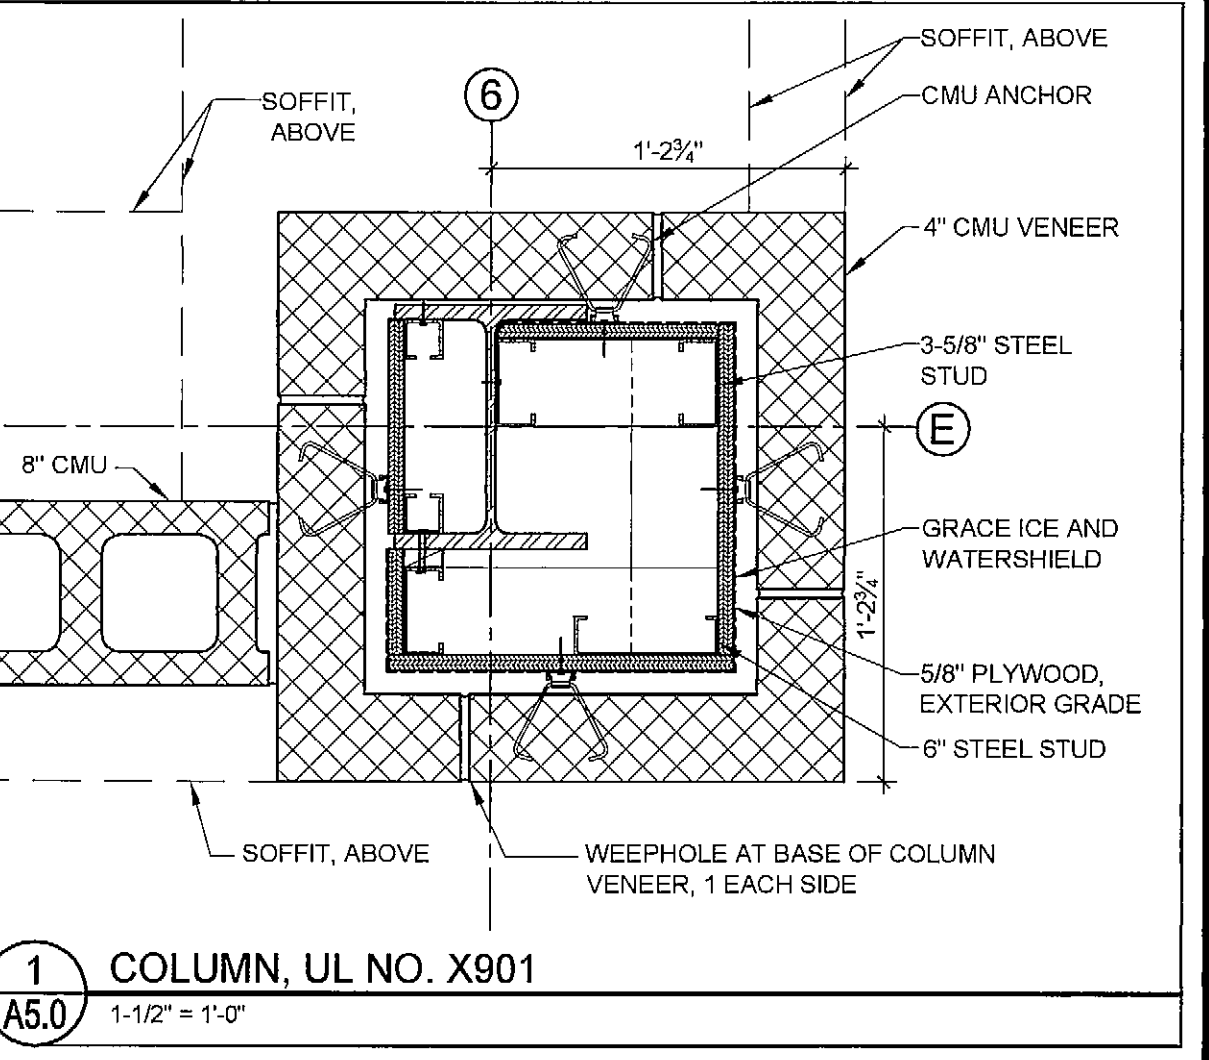 SOFFIT, ABOVE
6
SOFFIT,
ABOVE
CMU ANCHOR
1'-2¾"
4" CMU VENEER
3-5/8" STEEL
STUD
E
8" CMU
GRACE ICE AND
WATERSHIELD
1'-2¾"
5/8" PLYWOOD,
EXTERIOR GRADE
6" STEEL STUD
SOFFIT, ABOVE
WEEPHOLE AT BASE OF COLUMN
VENEER, 1 EACH SIDE
1
COLUMN, UL NO. X901
A5.0
1-1/2" = 1'-0"